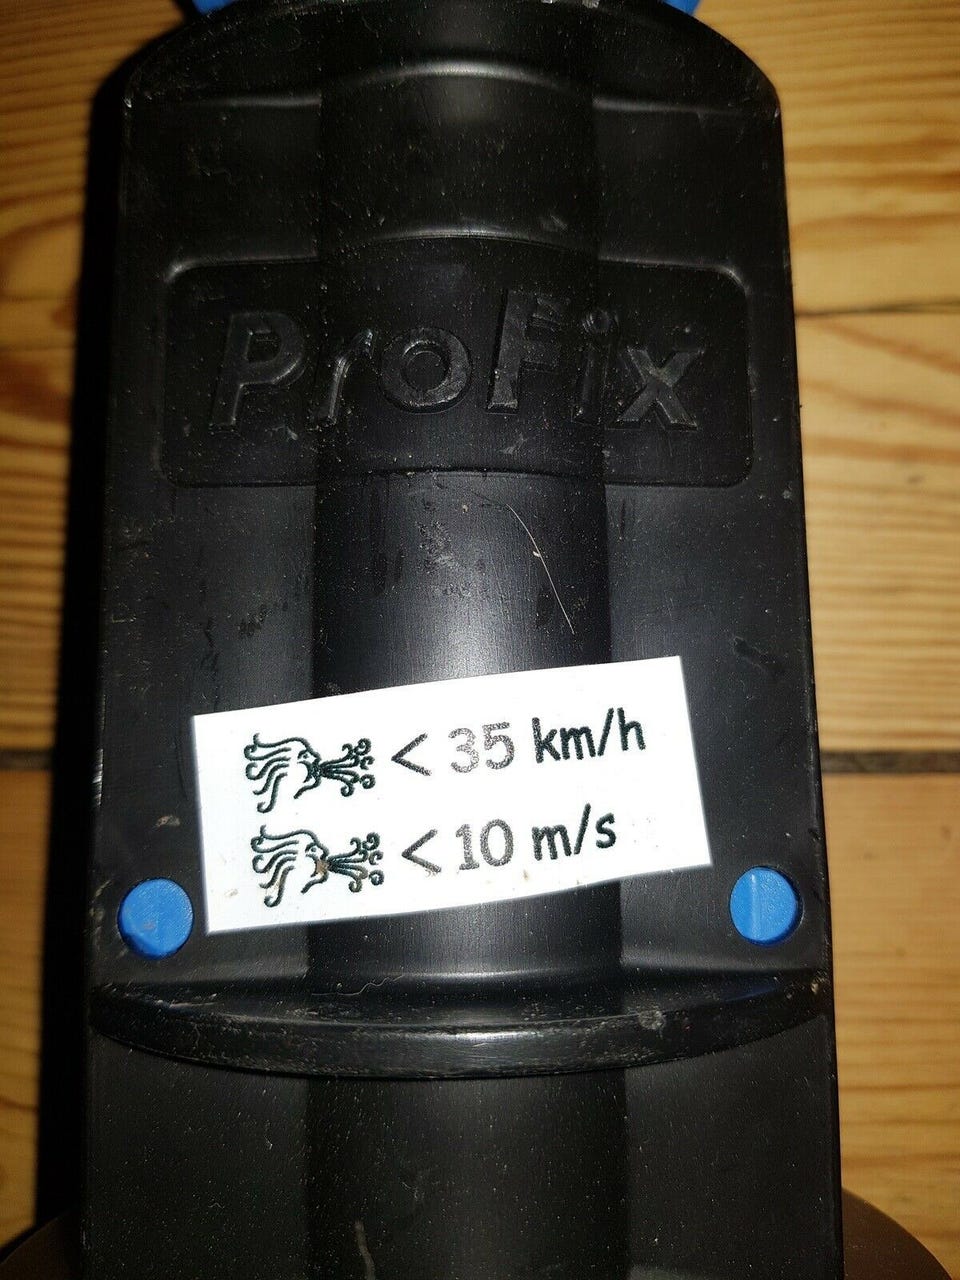 ProFix
< 35 km/h
< 10 m/s